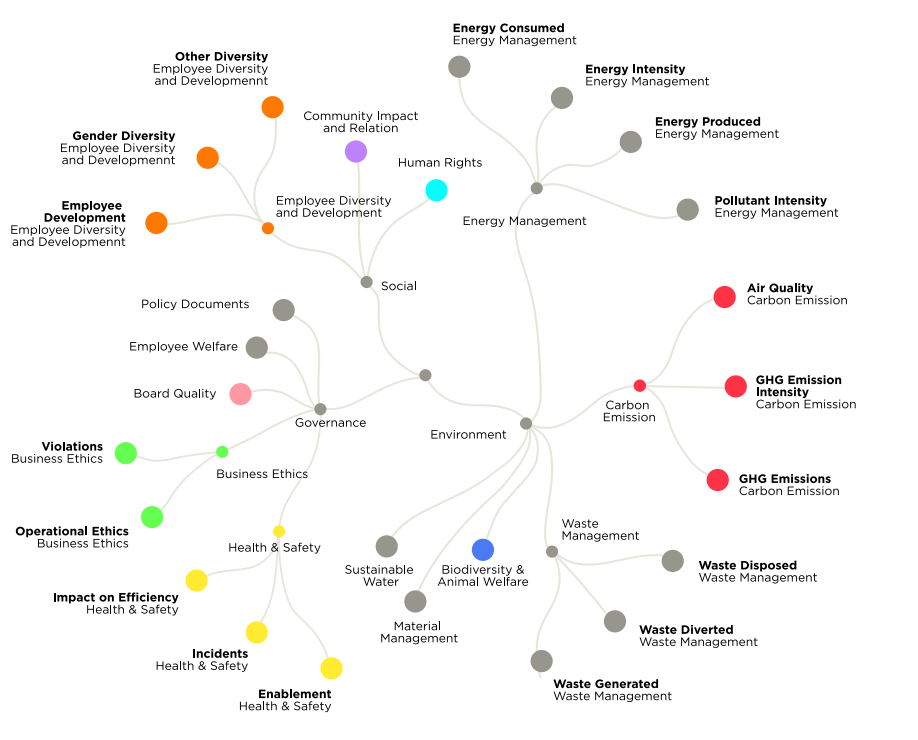 Energy Consumed
Energy Management
Other Diversity
Employee Diversity
and Developmennt
Energy Intensity
Energy Management
Community Impact
and Relation
Energy Produced
Energy Management
Gender Diversity
Employee Diversity
and Developmennt
Human Rights
Employee
Development
Employee Diversity
and Developmennt
Employee Diversity
and Development
Energy Management
Pollutant Intensity
Energy Management
Social
Air Quality
Carbon Emission
Policy Documents
Employee Welfare
Board Quality
Governance
GHG Emission
Intensity
Carbon Emission
Carbon
Emission
Environment
Violations
Business Ethics
Business Ethics
GHG Emissions
Carbon Emission
Operational Ethics
Business Ethics
Health & Safety
Waste
Management
Sustainable
Water
Biodiversity &
Animal Welfare
Waste Disposed
Waste Management
Impact on Efficiency
Health & Safety
Material
Management
Waste Diverted
Waste Management
Incidents
Health & Safety
Waste Generated
Waste Management
Enablement
Health & Safety